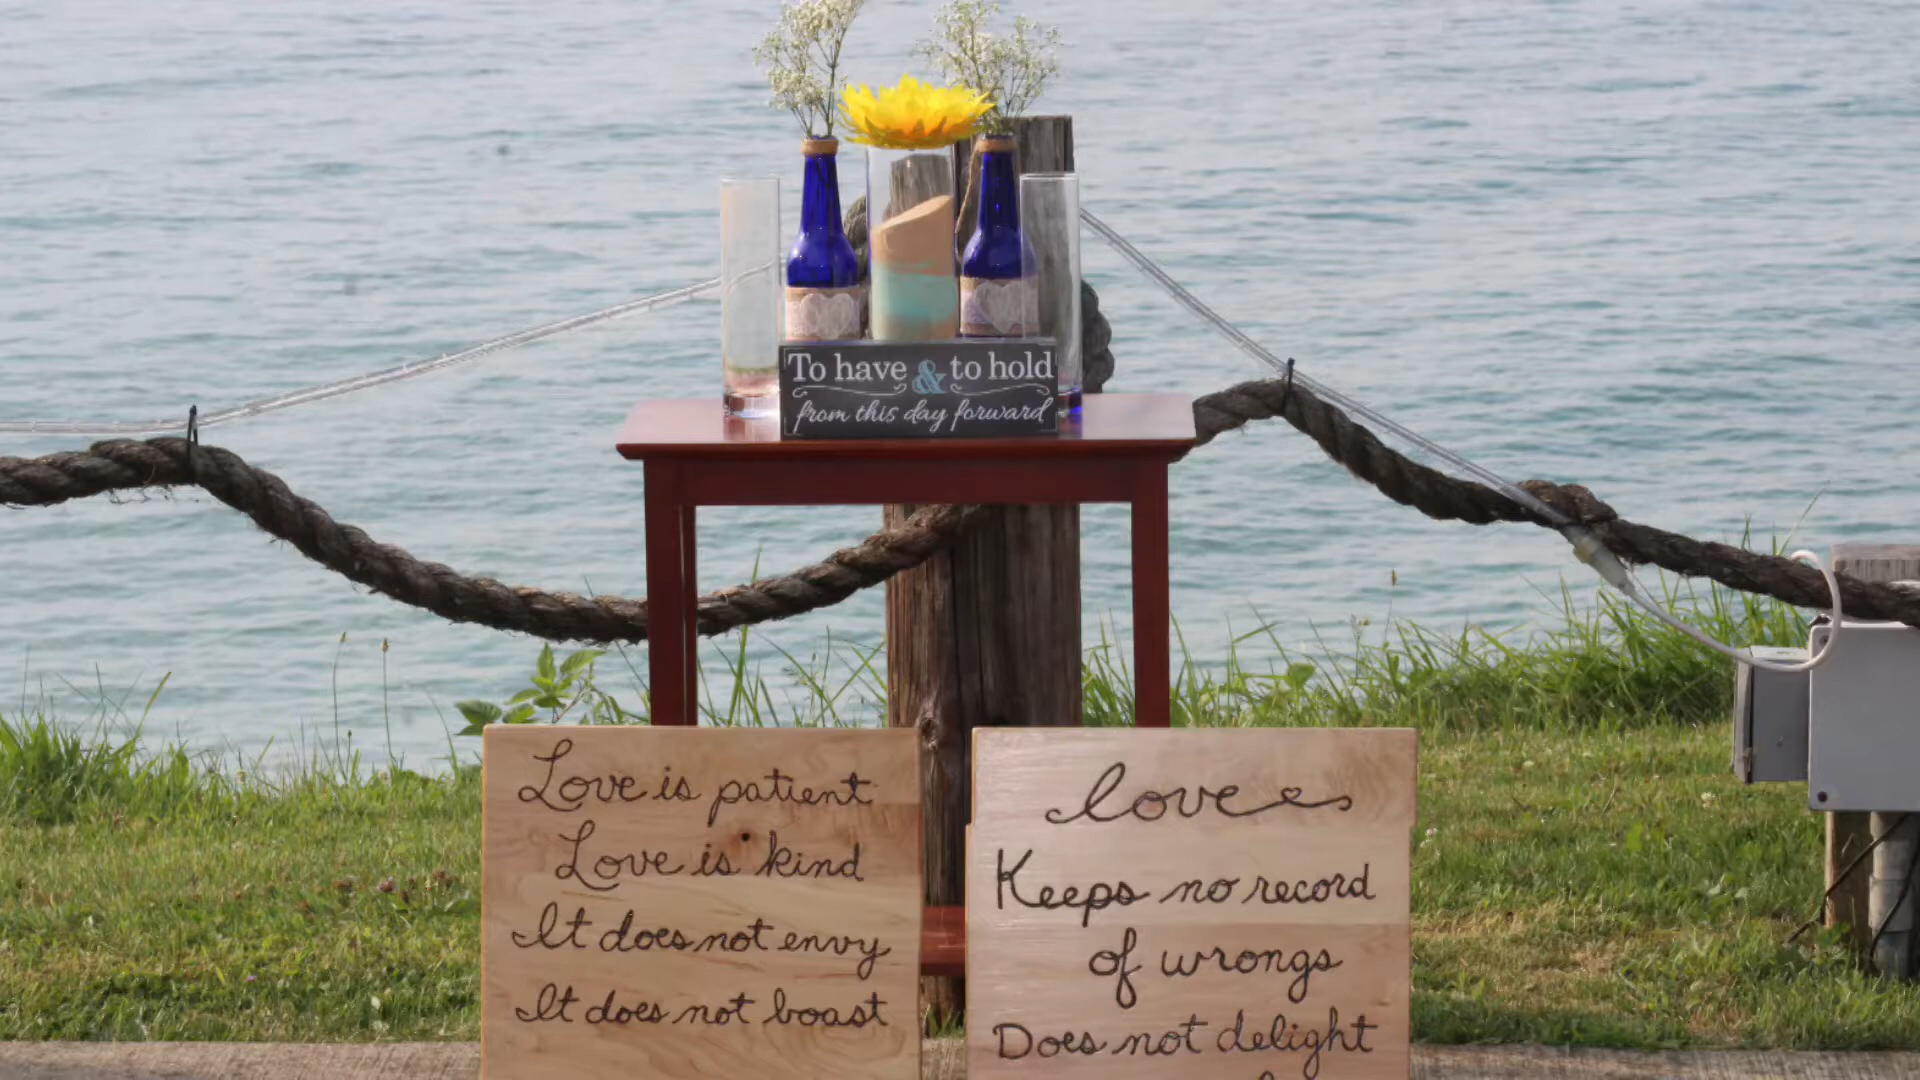 To have & to hold
from this day forward
Love is patient
Love is kind
It does not envy
It does not boast
love
Keeps no record
of wrongs
Does not delight